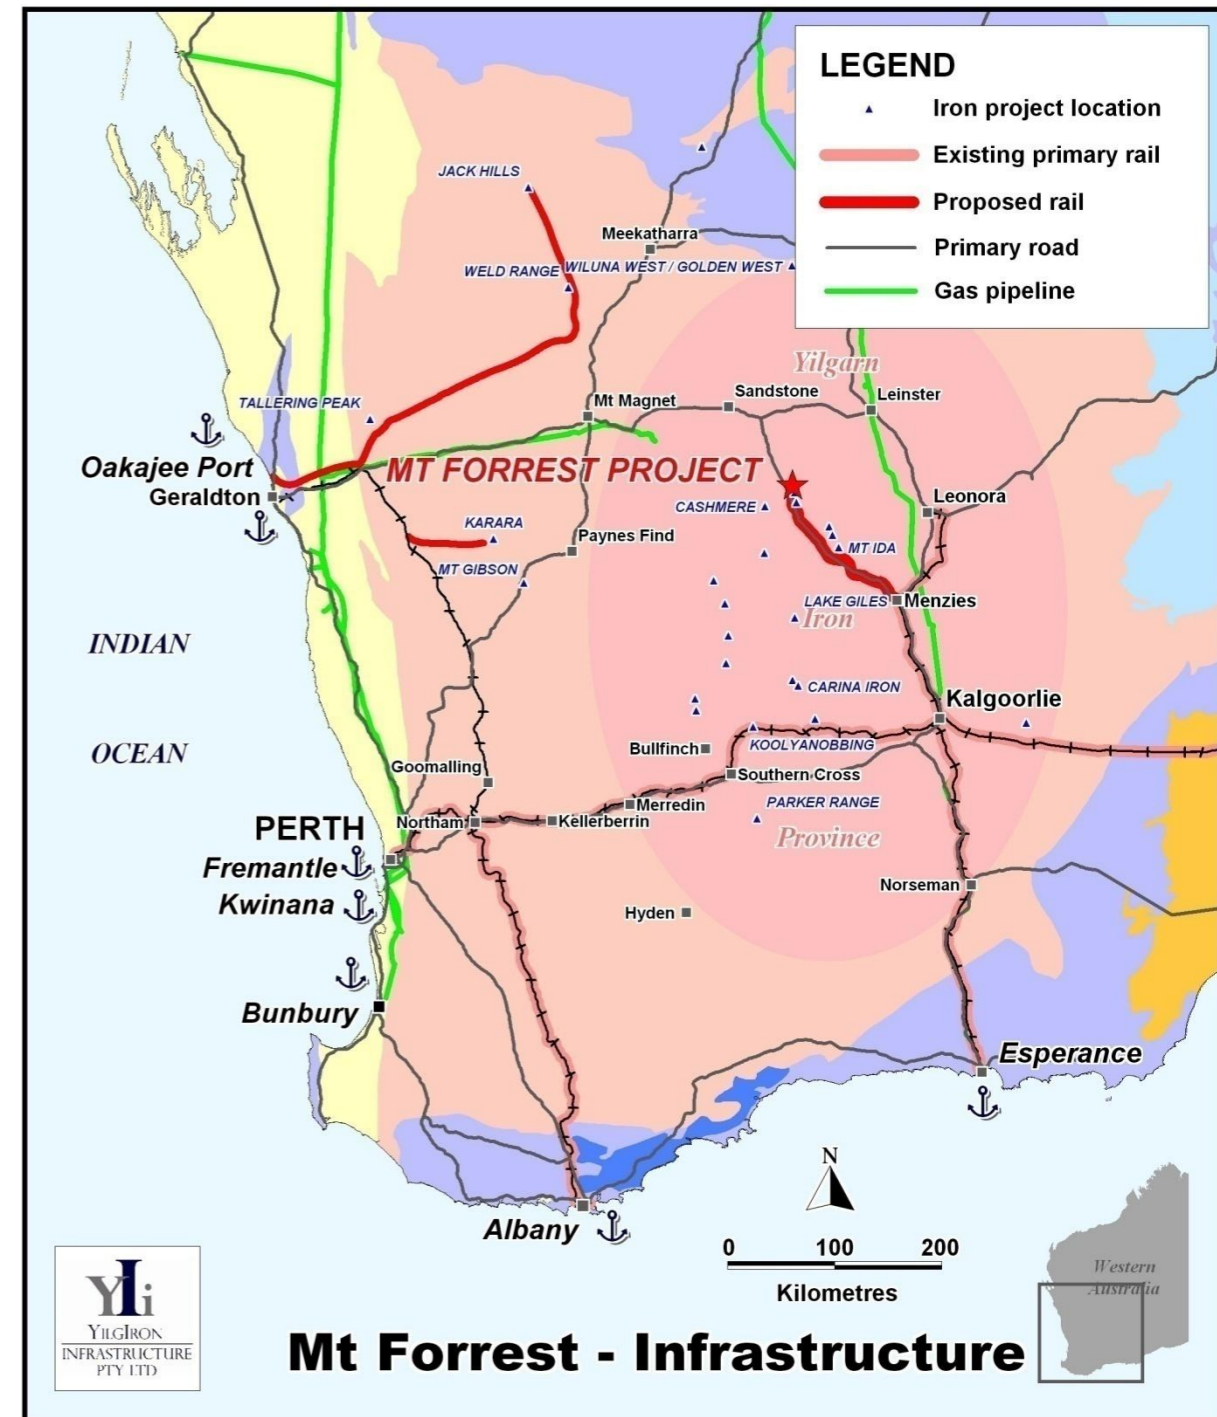 LEGEND
Iron project location
Existing primary rail
Proposed rail
Primary road
Gas pipeline
JACK HILLS
Meekatharra
WELD RANGE
WILUNA WEST / GOLDEN WEST
Yilgarn
Sandstone
Leinster
Mt Magnet
TALLERING PEAK
Oakajee Port
MT FORREST PROJECT
Geraldton
Leonora
CASHMERE
KARARA
Paynes Find
MT IDA
MT GIBSON
LAKE GILES
Menzies
Iron
INDIAN
OCEAN
CARINA IRON
Kalgoorlie
Bullfinch
KOOLYANOBBING
Goomalling
Southern Cross
Merredin
PARKER RANGE
Northam
Kellerberrin
PERTH
Province
Fremantle
Norseman
Kwinana
Hyden
Bunbury
Esperance
Albany
N
0 100 200
Kilometres
Western
Australia
YIi
YILGIRON
INFRASTRUCTURE
PTY LTD
Mt Forrest - Infrastructure